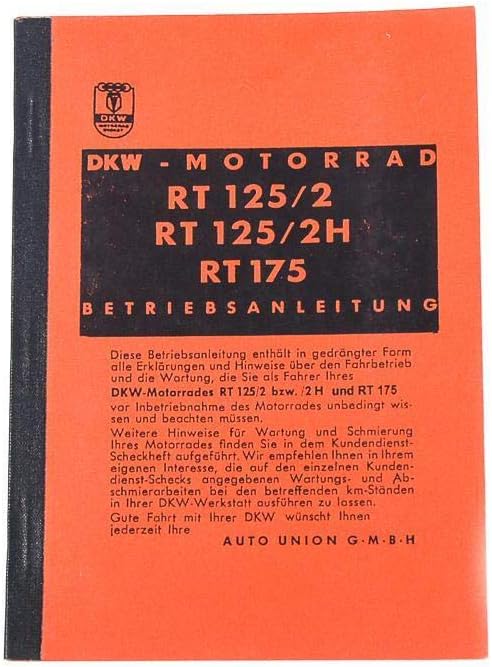 DKW
DKW - MOTORRAD
RT 125/2
RT 125/2H
RT 175
BETRIEBSANLEITUNG
Diese Betriebsanleitung enthält in gedrängter Form
alle Erklärungen und Hinweise über den Fahrbetrieb
und die Wartung, die Sie als Fahrer Ihres
DKW-Motorrades RT 125/2 bzw. /2 H und RT 175
vor Inbetriebnahme des Motorrades unbedingt wis-
sen und beachten müssen.
Weitere Hinweise für Wartung und Schmierung
Ihres Motorrades finden Sie in dem Kundendienst-
Scheckheft aufgeführt. Wir empfehlen Ihnen in Ihrem
eigenen Interesse, die auf den einzelnen Kunden-
dienst-Schecks angegebenen Wartungs- und Ab-
schmierarbeiten bei den betreffenden km-Ständen
in Ihrer DKW-Werkstatt ausführen zu lassen.
Gute Fahrt mit Ihrer DKW wünscht Ihnen
jederzeit Ihre
AUTO UNION G·M·B·H